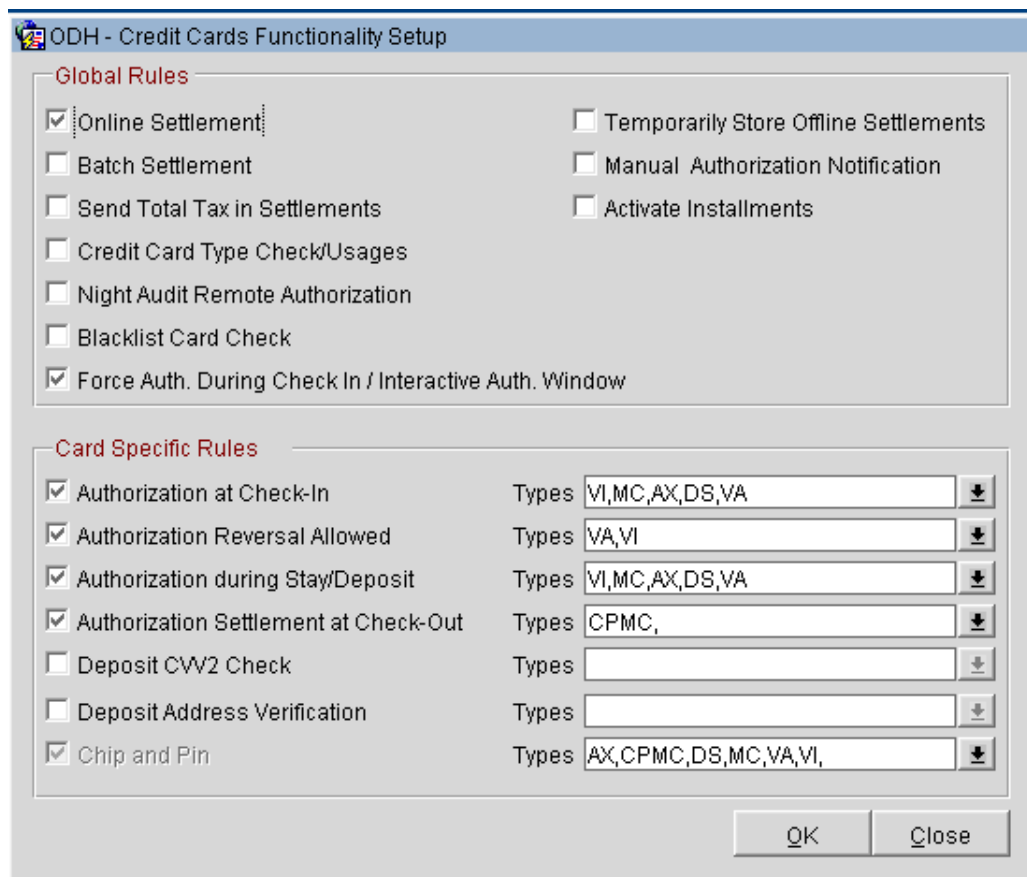 ODH - Credit Cards Functionality Setup
Global Rules
Online Settlement
Temporarily Store Offline Settlements
Batch Settlement
Manual Authorization Notification
Send Total Tax in Settlements
Activate Installments
Credit Card Type Check/Usages
Night Audit Remote Authorization
Blacklist Card Check
Force Auth. During Check In / Interactive Auth. Window
Card Specific Rules
Authorization at Check-In Types VI,MC,AX,DS,VA
Authorization Reversal Allowed Types VA,VI
Authorization during Stay/Deposit Types VI,MC,AX,DS,VA
Authorization Settlement at Check-Out Types CPMC,
Deposit CVV2 Check Types
Deposit Address Verification Types
Chip and Pin Types AX,CPMC,DS,MC,VA,VI,
OK Close